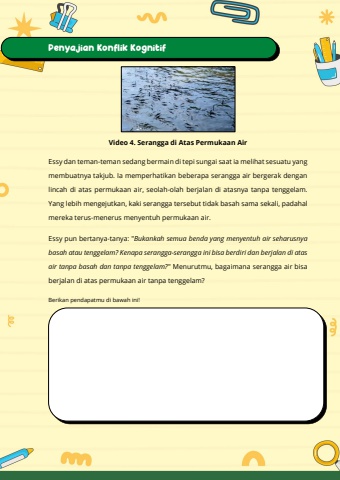 Penyajian Konflik Kognitif
Video 4. Serangga di Atas Permukaan Air
Essy dan teman-teman sedang bermain di tepi sungai saat ia melihat sesuatu yang
membuatnya takjub. Ia memperhatikan beberapa serangga air bergerak dengan
lincah di atas permukaan air, seolah-olah berjalan di atasnya tanpa tenggelam.
Yang lebih mengejutkan, kaki serangga tersebut tidak basah sama sekali, padahal
mereka terus-menerus menyentuh permukaan air.
Essy pun bertanya-tanya: "Bukankah semua benda yang menyentuh air seharusnya
basah atau tenggelam? Kenapa serangga-serangga ini bisa berdiri dan berjalan di atas
air tanpa basah dan tanpa tenggelam?" Menurutmu, bagaimana serangga air bisa
berjalan di atas permukaan air tanpa tenggelam?
Berikan pendapatmu di bawah ini!